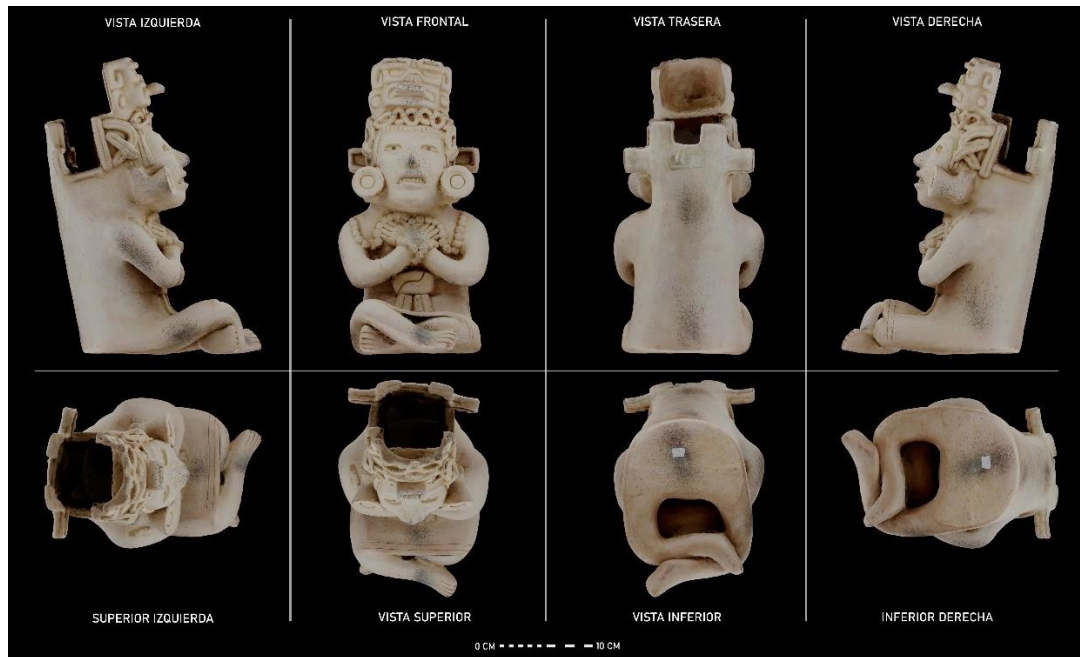 VISTA IZQUIERDA
VISTA FRONTAL
VISTA TRASERA
VISTA DERECHA
SUPERIOR IZQUIERDA
VISTA SUPERIOR
VISTA INFERIOR
INFERIOR DERECHA
0 CM
10 CM